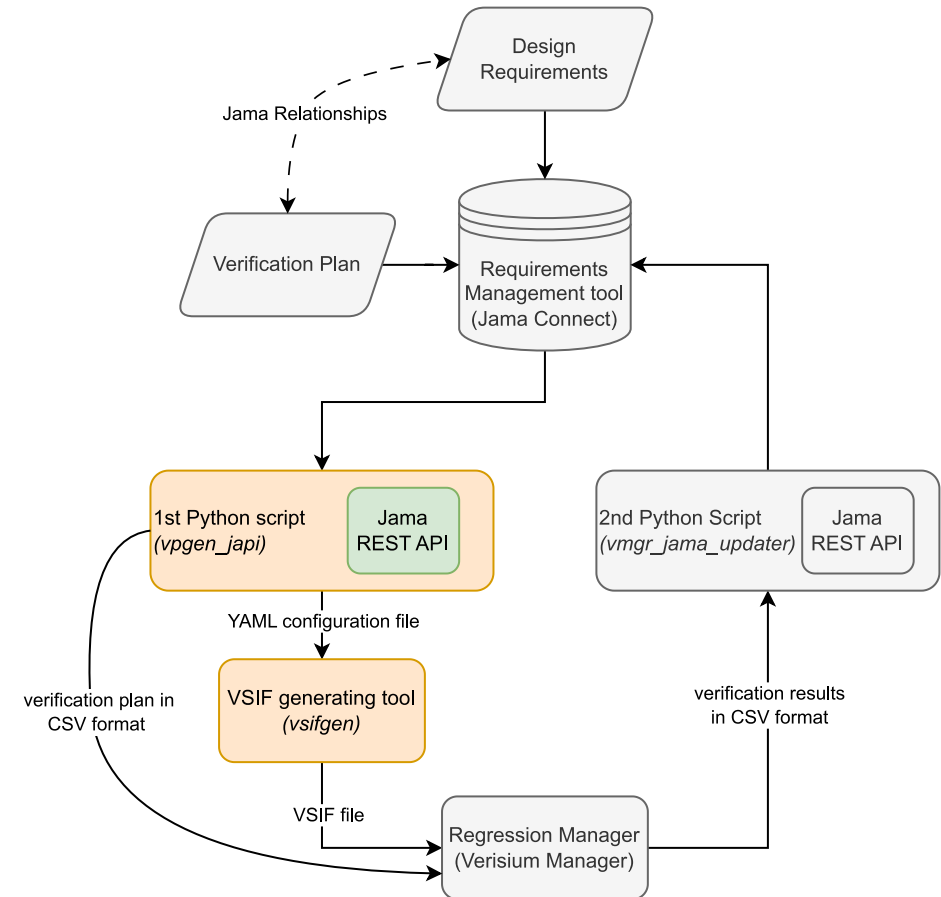 Design
Requirements
Jama Relationships
Verification Plan
Requirements
Management tool
(Jama Connect)
1st Python script
(vpgen_japi)
Jama
REST API
2nd Python Script
(vmgr_jama_updater)
Jama
REST API
YAML configuration file
VSIF generating tool
(vsifgen)
verification plan in
CSV format
verification results
in CSV format
VSIF file
Regression Manager
(Verisium Manager)